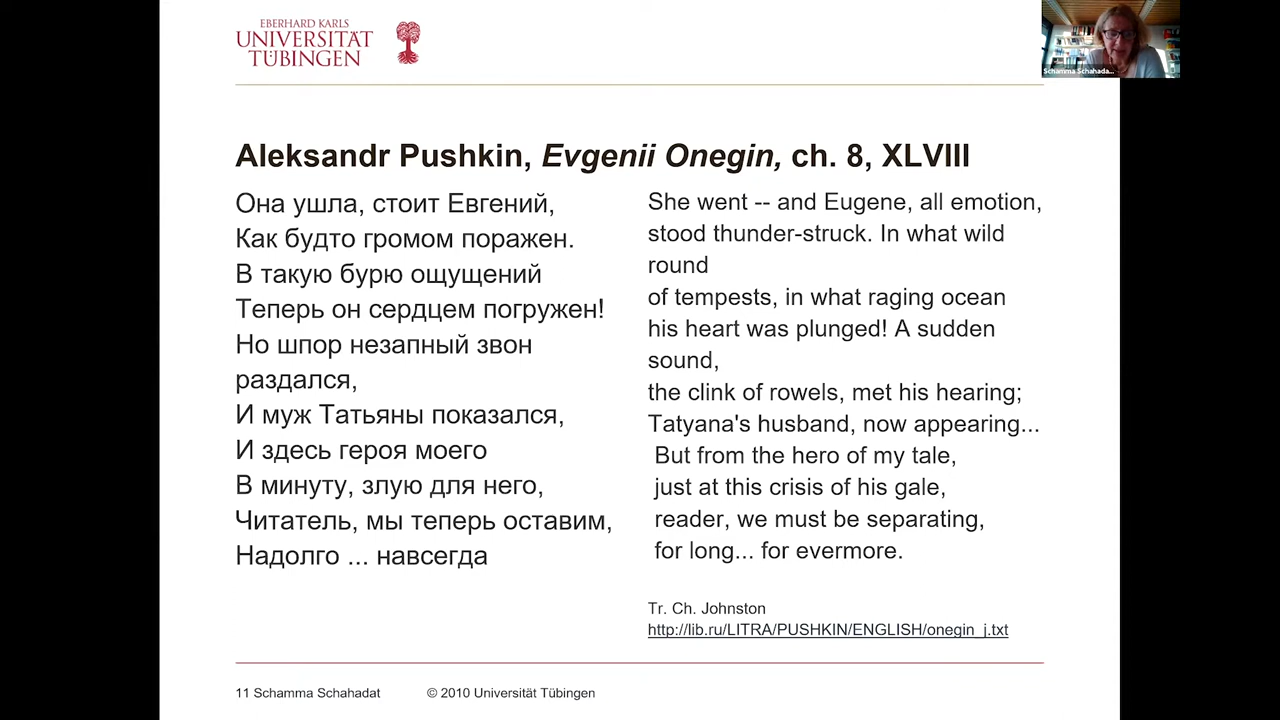 EBERHARD KARLS
UNIVERSITÄT
TÜBINGEN
Schamma Schahada...
Aleksandr Pushkin, Evgenii Onegin, ch. 8, XLVIII
Она ушла, стоит Евгений,
Как будто громом поражен.
В такую бурю ощущений
Теперь он сердцем погружен!
Но шпор незапный звон
раздался,
И муж Татьяны показался,
И здесь героя моего
В минуту, злую для него,
Читатель, мы теперь оставим,
Надолго ... навсегда
She went -- and Eugene, all emotion,
stood thunder-struck. In what wild
round
of tempests, in what raging ocean
his heart was plunged! A sudden
sound,
the clink of rowels, met his hearing;
Tatyana's husband, now appearing...
But from the hero of my tale,
just at this crisis of his gale,
reader, we must be separating,
for long... for evermore.
Tr. Ch. Johnston
http://lib.ru/LITRA/PUSHKIN/ENGLISH/onegin_j.txt
11 Schamma Schahadat © 2010 Universität Tübingen